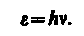 ε = hν.